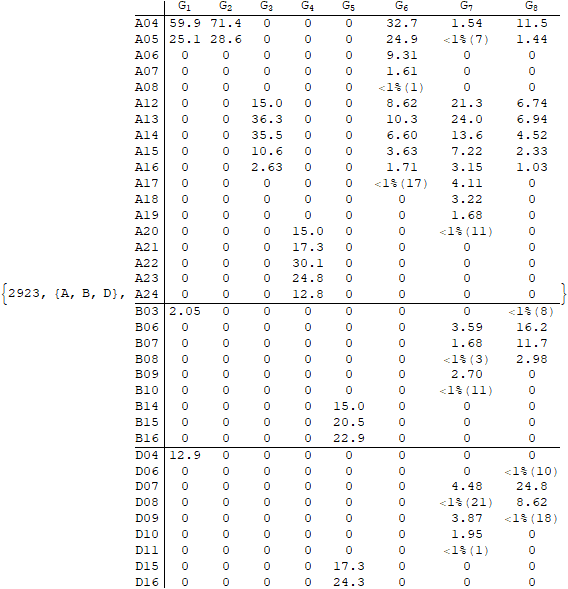 G₁ G₂ G₃ G₄ G₅ G₆ G₇ G₈
A04 59.9 71.4 0 0 0 32.7 1.54 11.5
A05 25.1 28.6 0 0 0 24.9 <1%(7) 1.44
A06 0 0 0 0 0 9.31 0 0
A07 0 0 0 0 0 1.61 0 0
A08 0 0 0 0 0 <1%(1) 0 0
A12 0 0 15.0 0 0 8.62 21.3 6.74
A13 0 0 36.3 0 0 10.3 24.0 6.94
A14 0 0 35.5 0 0 6.60 13.6 4.52
A15 0 0 10.6 0 0 3.63 7.22 2.33
A16 0 0 2.63 0 0 1.71 3.15 1.03
A17 0 0 0 0 0 <1%(17) 4.11 0
A18 0 0 0 0 0 0 3.22 0
A19 0 0 0 0 0 0 1.68 0
A20 0 0 0 15.0 0 0 <1%(11) 0
A21 0 0 0 17.3 0 0 0 0
A22 0 0 0 30.1 0 0 0 0
A23 0 0 0 24.8 0 0 0 0
{2923, {A, B, D}, A24 0 0 0 12.8 0 0 0 0 }
B03 2.05 0 0 0 0 0 0 <1%(8)
B06 0 0 0 0 0 0 3.59 16.2
B07 0 0 0 0 0 0 1.68 11.7
B08 0 0 0 0 0 0 <1%(3) 2.98
B09 0 0 0 0 0 0 2.70 0
B10 0 0 0 0 0 0 <1%(11) 0
B14 0 0 0 0 15.0 0 0 0
B15 0 0 0 0 20.5 0 0 0
B16 0 0 0 0 22.9 0 0 0
D04 12.9 0 0 0 0 0 0 0
D06 0 0 0 0 0 0 0 <1%(10)
D07 0 0 0 0 0 0 4.48 24.8
D08 0 0 0 0 0 0 <1%(21) 8.62
D09 0 0 0 0 0 0 3.87 <1%(18)
D10 0 0 0 0 0 0 1.95 0
D11 0 0 0 0 0 0 <1%(1) 0
D15 0 0 0 0 17.3 0 0 0
D16 0 0 0 0 24.3 0 0 0